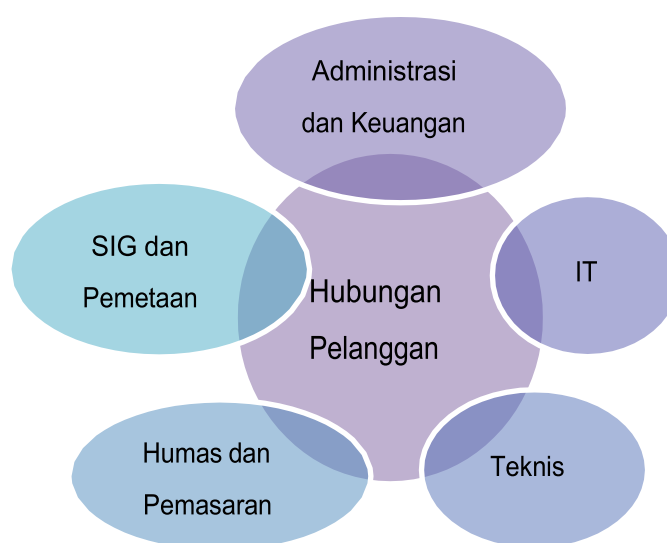 Administrasi
dan Keuangan
SIG dan
Pemetaan
IT
Hubungan
Pelanggan
Humas dan
Pemasaran
Teknis